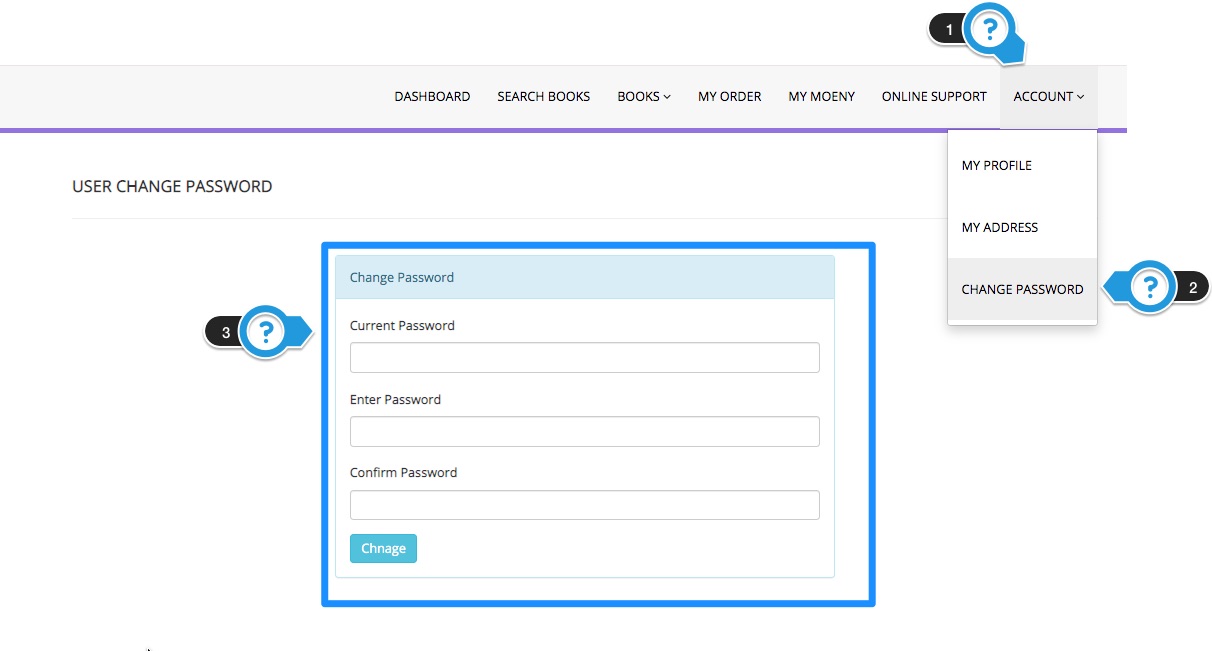 1 ?
DASHBOARD SEARCH BOOKS BOOKS MY ORDER MY MOENY ONLINE SUPPORT ACCOUNT
MY PROFILE
USER CHANGE PASSWORD
MY ADDRESS
CHANGE PASSWORD ? 2
Change Password
3 ?
Current Password
Enter Password
Confirm Password
Chnage